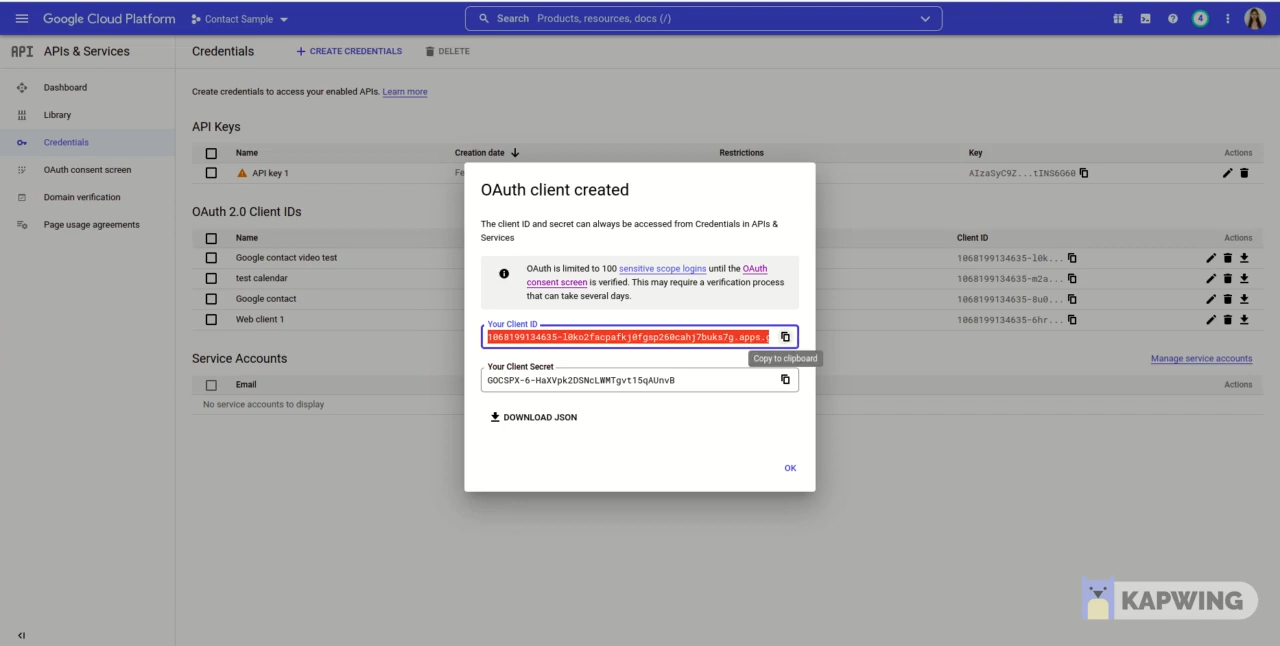 Google Cloud Platform Contact Sample Search Products, resources, docs (/) 4
API APIs & Services Credentials + CREATE CREDENTIALS DELETE
Dashboard
Library
Credentials
OAuth consent screen
Domain verification
Page usage agreements
Create credentials to access your enabled APIs. Learn more
API Keys
Name Creation date Restrictions Key Actions
API key 1 Fe AIzaSyC9Z...tINS6G60
OAuth 2.0 Client IDs
Name Client ID Actions
Google contact video test 1068199134635-l0k...
test calendar 1068199134635-m2a...
Google contact 1068199134635-8u0...
Web client 1 1068199134635-6hr...
Service Accounts Manage service accounts
Email Actions
No service accounts to display
OAuth client created
The client ID and secret can always be accessed from Credentials in APIs &
Services
OAuth is limited to 100 sensitive scope logins until the OAuth
consent screen is verified. This may require a verification process
that can take several days.
Your Client ID
1068199134635-l0ko2facpafkj0fgsp260cahj7buks7g.apps.g
Copy to clipboard
Your Client Secret
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
DOWNLOAD JSON
OK
KAPWING